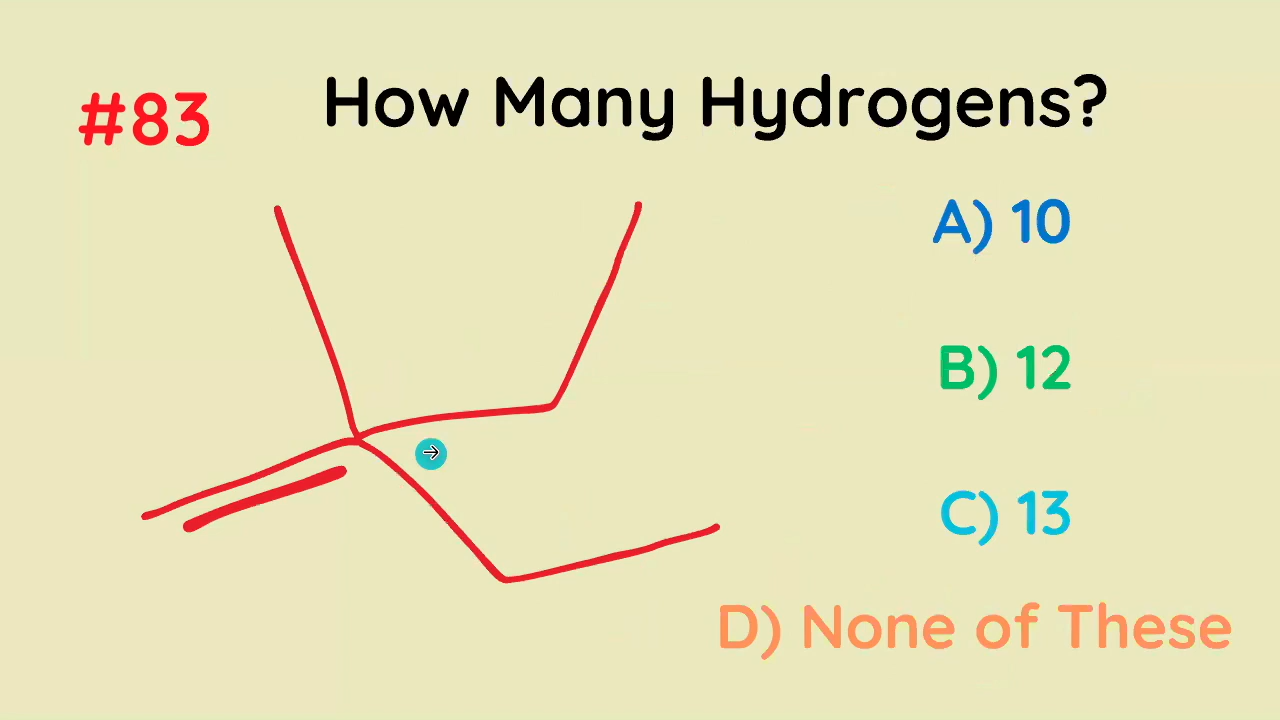 #83
How Many Hydrogens?
A) 10
B) 12
C) 13
D) None of These